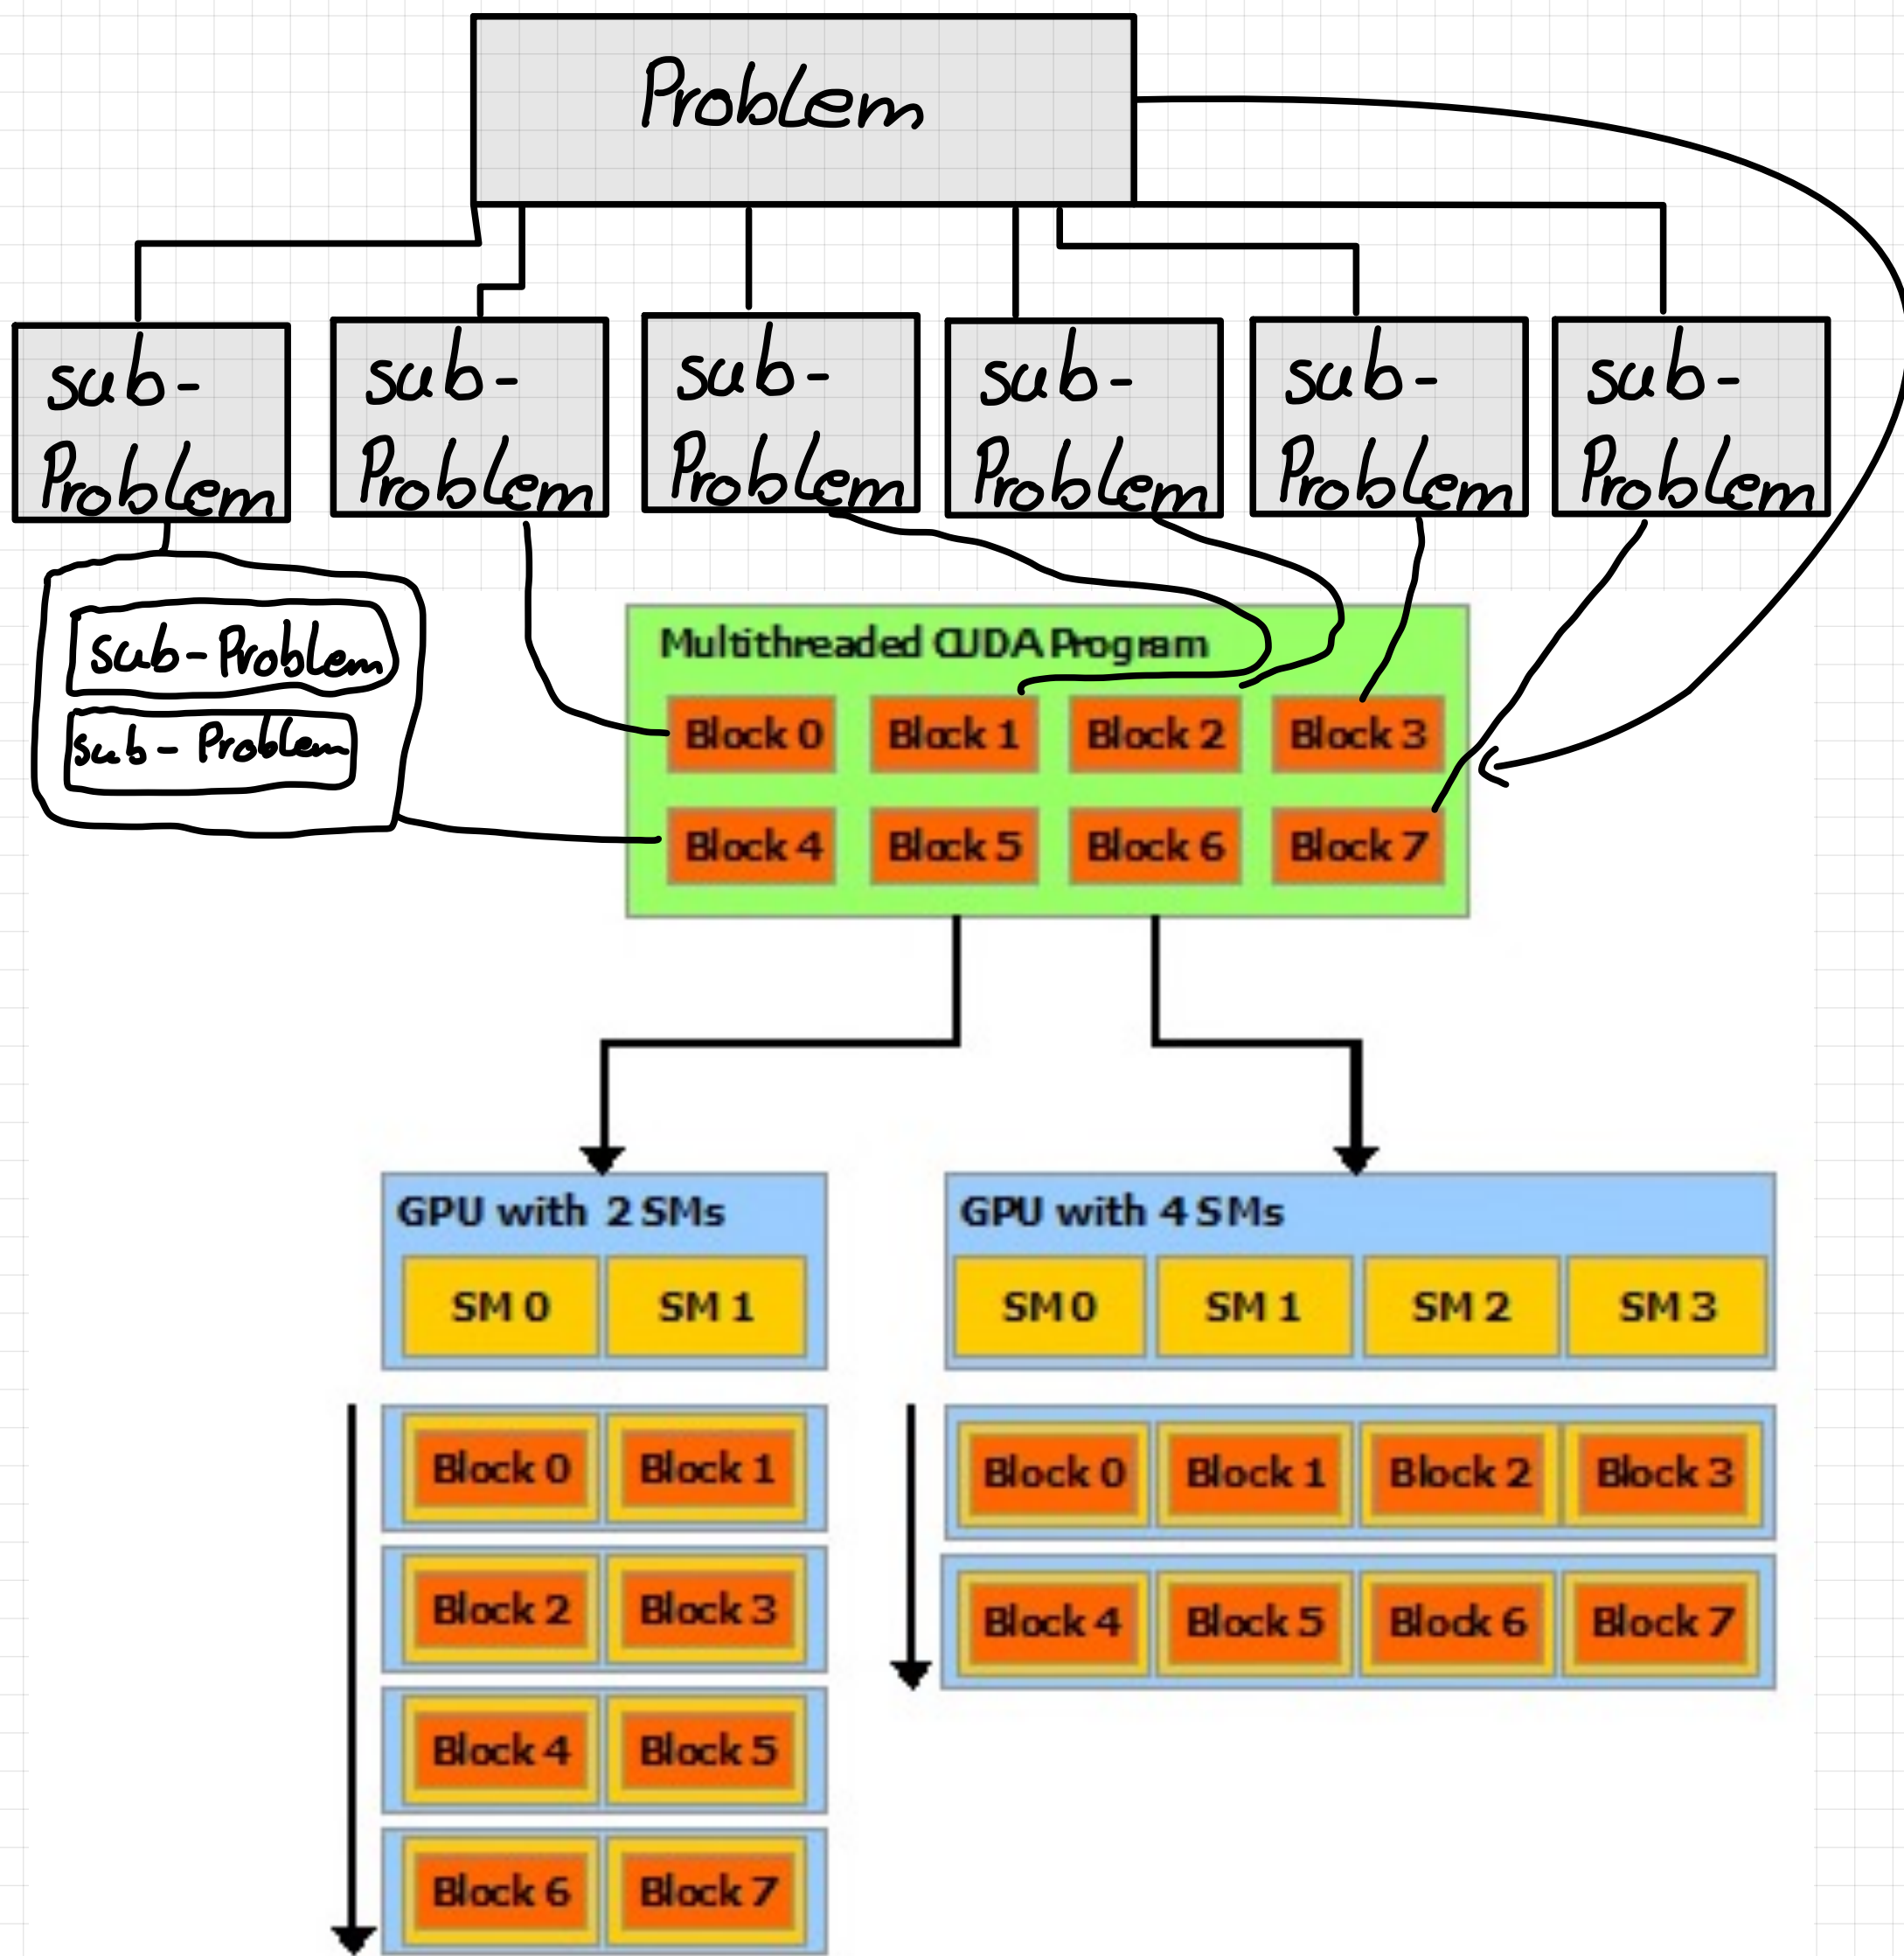 Problem
sub-
Problem
sub-
Problem
sub-
Problem
sub-
Problem
sub-
Problem
sub-
Problem
sub-Problem
sub-Problem
Multithreaded CUDA Program
Block 0 Block 1 Block 2 Block 3
Block 4 Block 5 Block 6 Block 7
GPU with 2 SMs
SM 0 SM 1
Block 0 Block 1
Block 2 Block 3
Block 4 Block 5
Block 6 Block 7
GPU with 4 SMs
SM 0 SM 1 SM 2 SM 3
Block 0 Block 1 Block 2 Block 3
Block 4 Block 5 Block 6 Block 7